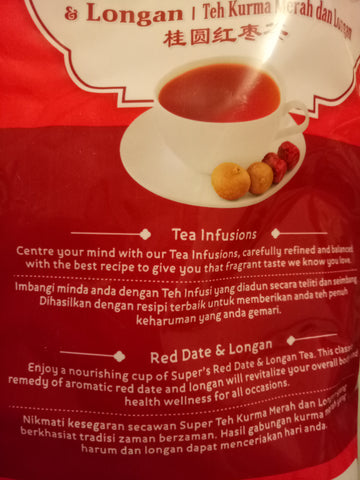 & Longan | Teh Kurma Merah dan Longan
桂圆红枣茶
Tea Infusions
Centre your mind with our Tea Infusions, carefully refined and balanced
with the best recipe to give you that fragrant taste we know you love.
Imbangi minda anda dengan Teh Infusi yang diadun secara teliti dan seimbang
Dihasilkan dengan resipi terbaik untuk memberikan anda teh penuh
keharuman yang anda gemari.
Red Date & Longan
Enjoy a nourishing cup of Super's Red Date & Longan Tea. This classic
remedy of aromatic red date and longan will revitalize your overall body
health wellness for all occasions.
Nikmati kesegaran secawan Super Teh Kurma Merah dan Longan yang
berkhasiat tradisi zaman berzaman. Hasil gabungan kurma merah yang
harum dan longan dapat menceriakan hari anda.